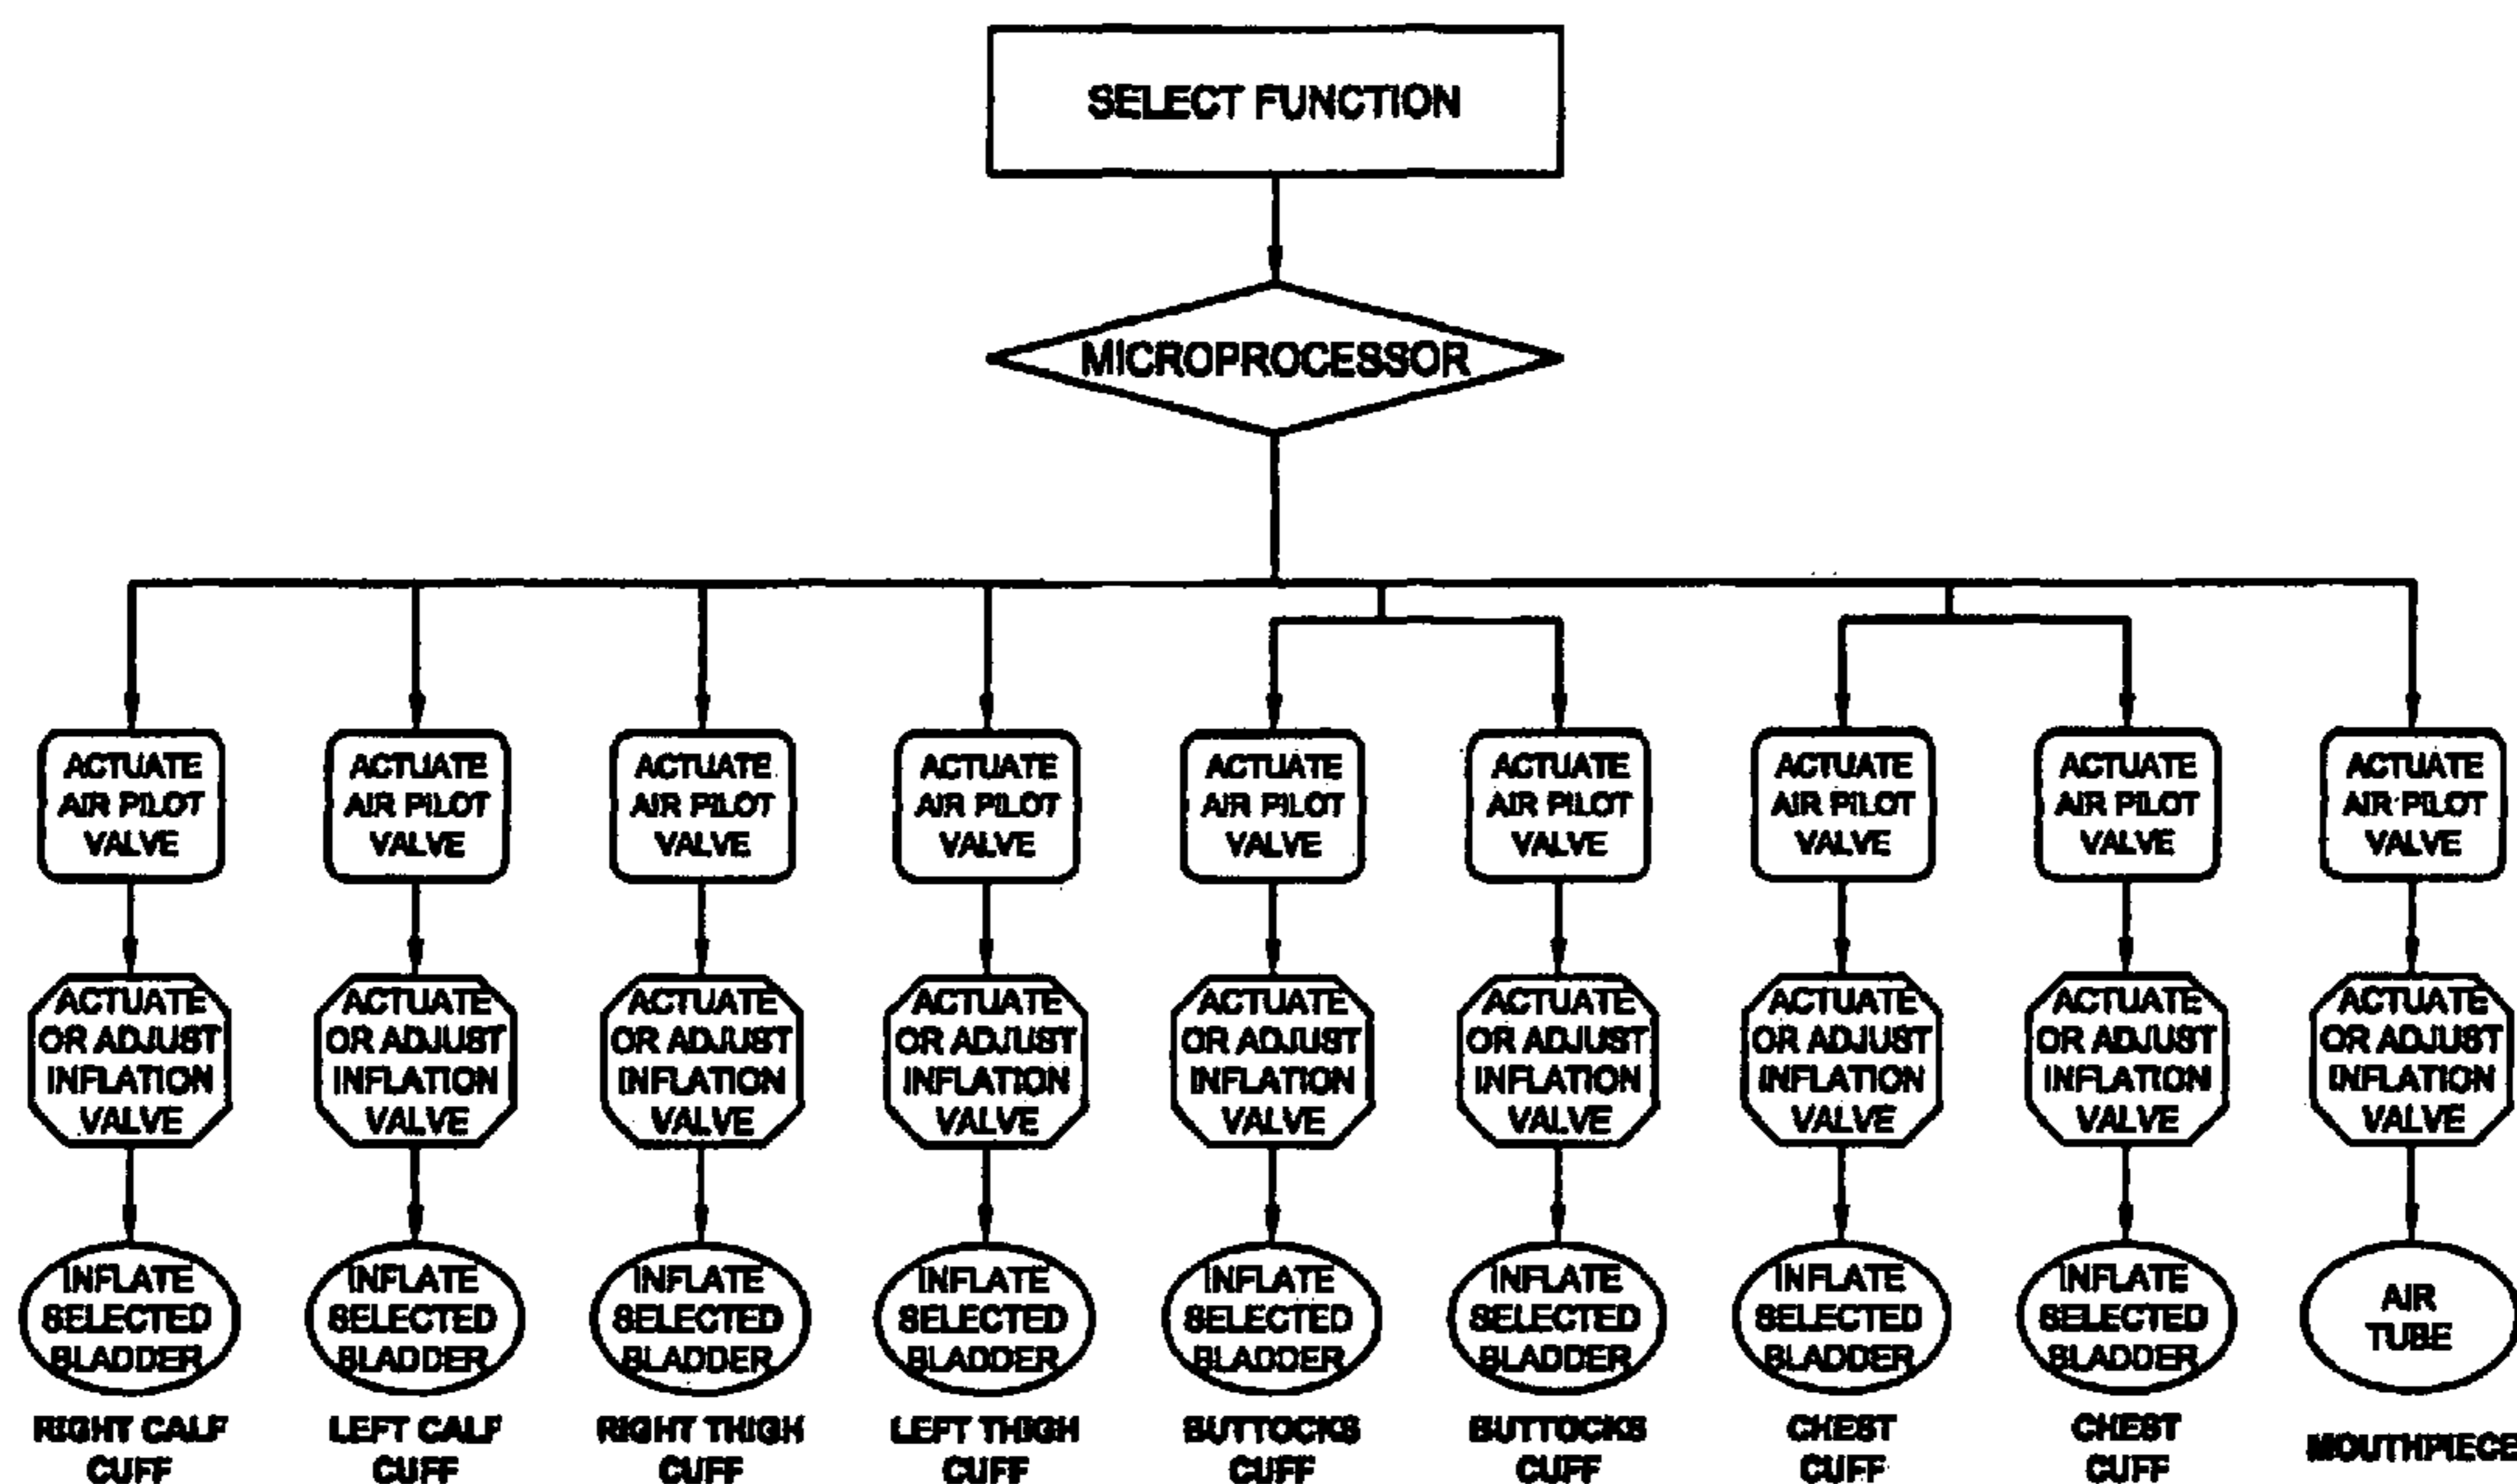 SELECT FUNCTION
MICROPROCESSOR
ACTUATE
AIR PILOT
VALVE
ACTUATE
AIR PILOT
VALVE
ACTUATE
AIR PILOT
VALVE
ACTUATE
AIR PILOT
VALVE
ACTUATE
AIR PILOT
VALVE
ACTUATE
AIR PILOT
VALVE
ACTUATE
AIR PILOT
VALVE
ACTUATE
AIR PILOT
VALVE
ACTUATE
AIR PILOT
VALVE
ACTUATE
OR ADJUST
INFLATION
VALVE
ACTUATE
OR ADJUST
INFLATION
VALVE
ACTUATE
OR ADJUST
INFLATION
VALVE
ACTUATE
OR ADJUST
INFLATION
VALVE
ACTUATE
OR ADJUST
INFLATION
VALVE
ACTUATE
OR ADJUST
INFLATION
VALVE
ACTUATE
OR ADJUST
INFLATION
VALVE
ACTUATE
OR ADJUST
INFLATION
VALVE
ACTUATE
OR ADJUST
INFLATION
VALVE
INFLATE
SELECTED
BLADDER
INFLATE
SELECTED
BLADDER
INFLATE
SELECTED
BLADDER
INFLATE
SELECTED
BLADDER
INFLATE
SELECTED
BLADDER
INFLATE
SELECTED
BLADDER
INFLATE
SELECTED
BLADDER
INFLATE
SELECTED
BLADDER
AIR
TUBE
RIGHT CALF
CUFF
LEFT CALF
CUFF
RIGHT THIGH
CUFF
LEFT THIGH
CUFF
BUTTOCKS
CUFF
BUTTOCKS
CUFF
CHEST
CUFF
CHEST
CUFF
MOUTHPIECE